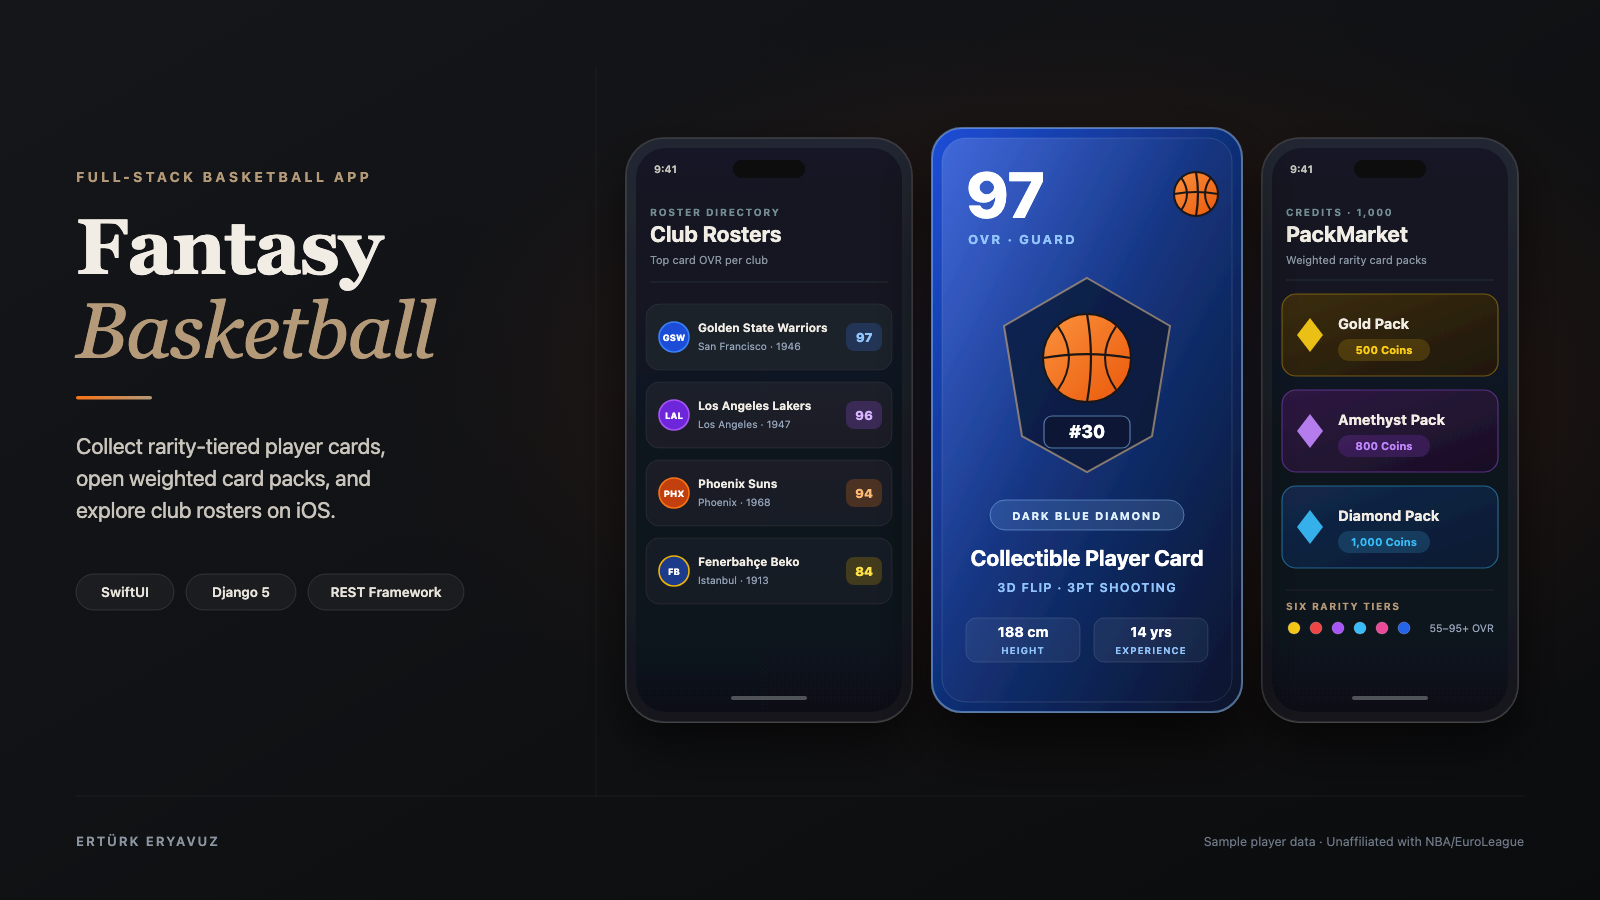 FULL-STACK BASKETBALL APP
Fantasy
Basketball
Collect rarity-tiered player cards,
open weighted card packs, and
explore club rosters on iOS.
SwiftUI
Django 5
REST Framework
9:41
ROSTER DIRECTORY
Club Rosters
Top card OVR per club
GSW
Golden State Warriors
San Francisco · 1946
97
LAL
Los Angeles Lakers
Los Angeles · 1947
96
PHX
Phoenix Suns
Phoenix · 1968
94
FB
Fenerbahçe Beko
Istanbul · 1913
84
97
OVR · GUARD
#30
DARK BLUE DIAMOND
Collectible Player Card
3D FLIP · 3PT SHOOTING
188 cm
HEIGHT
14 yrs
EXPERIENCE
9:41
CREDITS · 1,000
PackMarket
Weighted rarity card packs
Gold Pack
500 Coins
Amethyst Pack
800 Coins
Diamond Pack
1,000 Coins
SIX RARITY TIERS
55–95+ OVR
ERTÜRK ERYAVUZ
Sample player data · Unaffiliated with NBA/EuroLeague